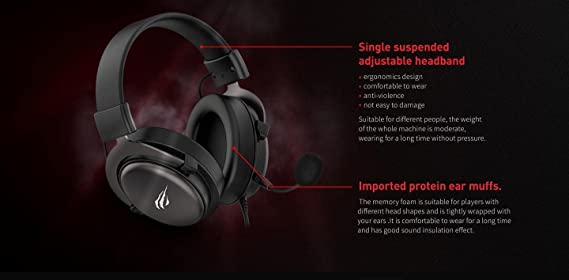 Single suspended
adjustable headband
• ergonomics design
• comfortable to wear
• anti-violence
• not easy to damage
Suitable for different people, the weight
of the whole machine is moderate,
wearing for a long time without pressure.
Imported protein ear muffs.
The memory foam is suitable for players with
different head shapes and is tightly wrapped with
your ears .it is comfortable to wear for a long time
and has good sound insulation effect.